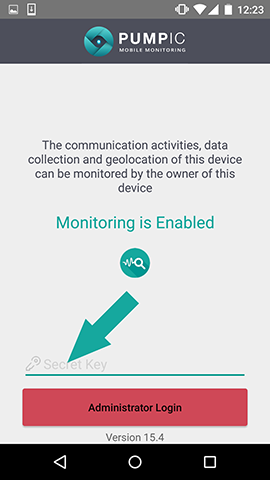 12:23
PUMPIC
MOBILE MONITORING
The communication activities, data
collection and geolocation of this device
can be monitored by the owner of this
device
Monitoring is Enabled
Secret Key
Administrator Login
Version 15.4